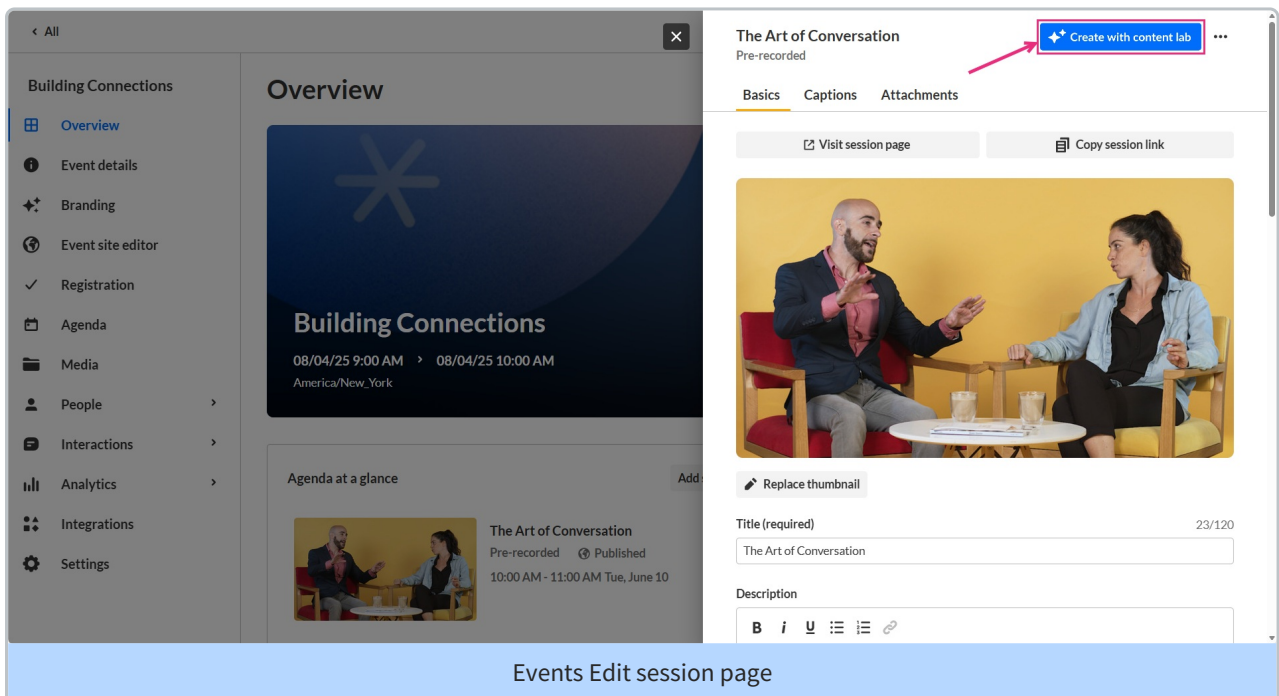 All
Building Connections
Overview
Event details
Branding
Event site editor
Registration
Agenda
Media
People
Interactions
Analytics
Integrations
Settings
Overview
Building Connections
08/04/25 9:00 AM > 08/04/25 10:00 AM
America/New_York
Agenda at a glance
Add
The Art of Conversation
Pre-recorded Published
10:00 AM - 11:00 AM Tue, June 10
The Art of Conversation
Create with content lab
Pre-recorded
Basics Captions Attachments
Visit session page
Copy session link
Replace thumbnail
Title (required) 23/120
The Art of Conversation
Description
B i U
Events Edit session page